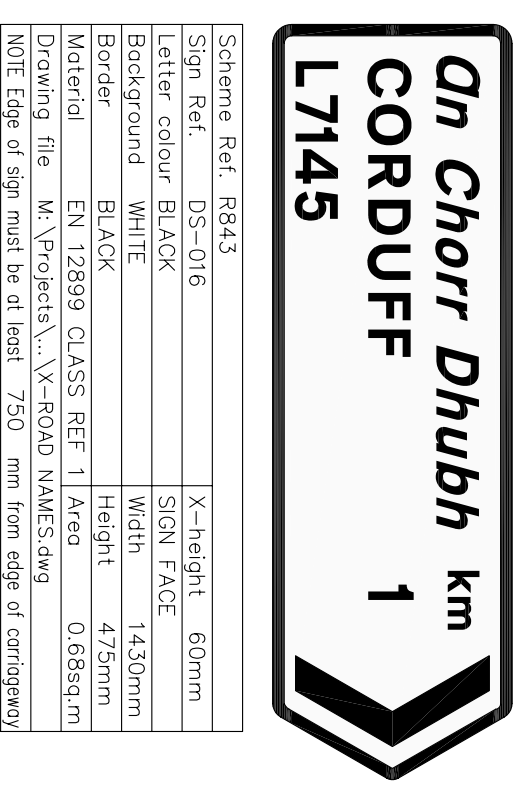 An Chorr Dhubh km
CORDUFF 1
L7145
Scheme Ref. R843
Sign Ref. DS-016 X-height 60mm
Letter colour BLACK SIGN FACE
Background WHITE Width 1430mm
Border BLACK Height 475mm
Material EN 12899 CLASS REF 1 Area 0.68sq.m
Drawing file M:\Projects\...\X-ROAD NAMES.dwg
NOTE Edge of sign must be at least 750 mm from edge of carriageway